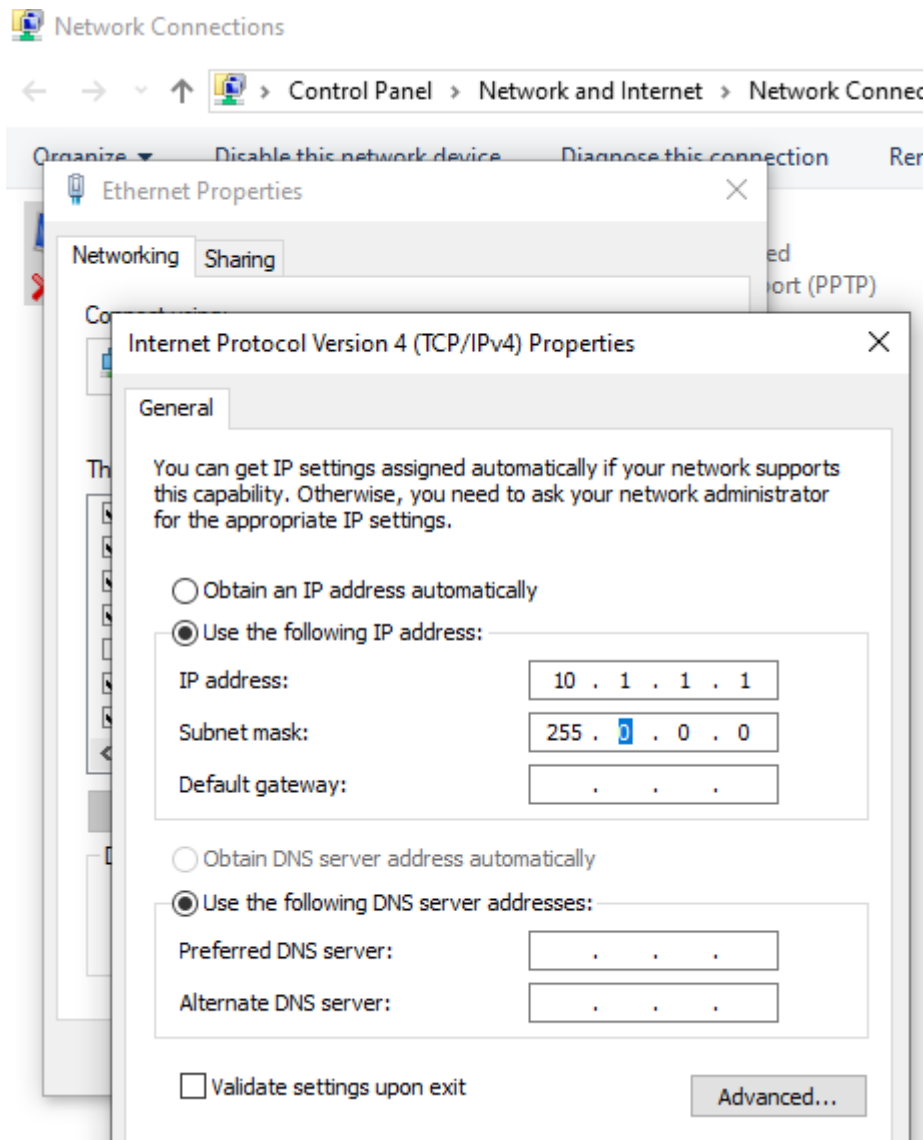 Network Connections
Control Panel > Network and Internet > Network Connec
Organize Disable this network device Diagnose this connection Rer
Ethernet Properties
Networking Sharing
ed
port (PPTP)
Connect using:
Internet Protocol Version 4 (TCP/IPv4) Properties
General
Th
You can get IP settings assigned automatically if your network supports
this capability. Otherwise, you need to ask your network administrator
for the appropriate IP settings.
Obtain an IP address automatically
Use the following IP address:
IP address: 10 . 1 . 1 . 1
Subnet mask: 255 . 0 . 0 . 0
Default gateway: . . .
Obtain DNS server address automatically
Use the following DNS server addresses:
Preferred DNS server: . . .
Alternate DNS server: . . .
Validate settings upon exit
Advanced...